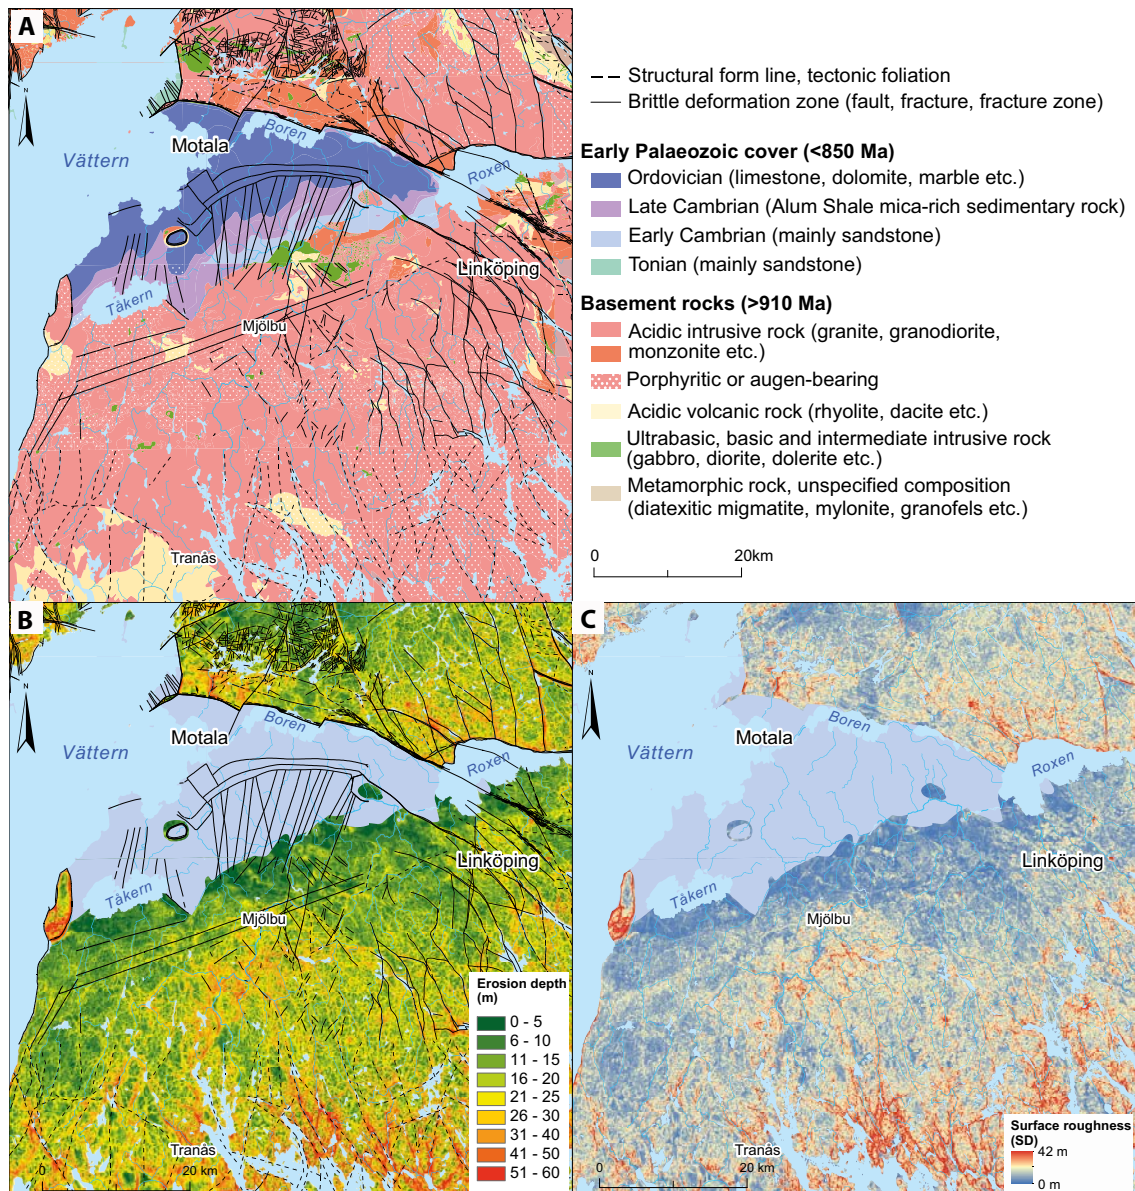 A
N
Vättern
Motala
Boren
Roxen
Linköping
Tåkern
Mjölbu
Tranås
Structural form line, tectonic foliation
Brittle deformation zone (fault, fracture, fracture zone)
Early Palaeozoic cover (<850 Ma)
Ordovician (limestone, dolomite, marble etc.)
Late Cambrian (Alum Shale mica-rich sedimentary rock)
Early Cambrian (mainly sandstone)
Tonian (mainly sandstone)
Basement rocks (>910 Ma)
Acidic intrusive rock (granite, granodiorite,
monzonite etc.)
Porphyritic or augen-bearing
Acidic volcanic rock (rhyolite, dacite etc.)
Ultrabasic, basic and intermediate intrusive rock
(gabbro, diorite, dolerite etc.)
Metamorphic rock, unspecified composition
(diatexitic migmatite, mylonite, granofels etc.)
0 20km
B
N
Vättern
Motala
Boren
Roxen
Linköping
Tåkern
Mjölbu
Tranås
0 20 km
Erosion depth
(m)
0 - 5
6 - 10
11 - 15
16 - 20
21 - 25
26 - 30
31 - 40
41 - 50
51 - 60
C
N
Vättern
Motala
Boren
Roxen
Linköping
Tåkern
Mjölbu
Tranås
0 20 km
Surface roughness
(SD)
42 m
0 m